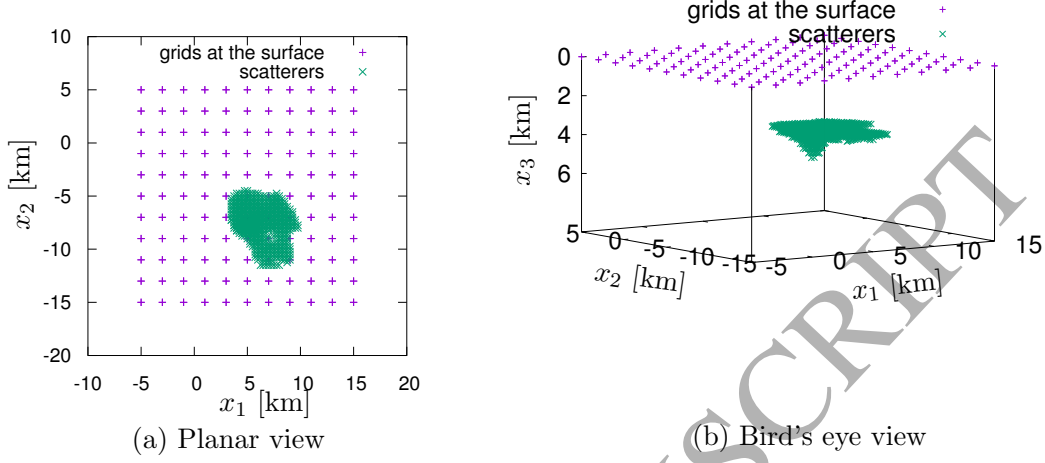 grids at the surface
scatterers
10
5
0
-5
-10
-15
-20
x2 [km]
-10 -5 0 5 10 15 20
x1 [km]
(a) Planar view
grids at the surface
scatterers
0
2
4
6
x3 [km]
5 0 -5 -10 -15
x2 [km]
-5 0 5 10 15
x1 [km]
(b) Bird's eye view
SCRIPT